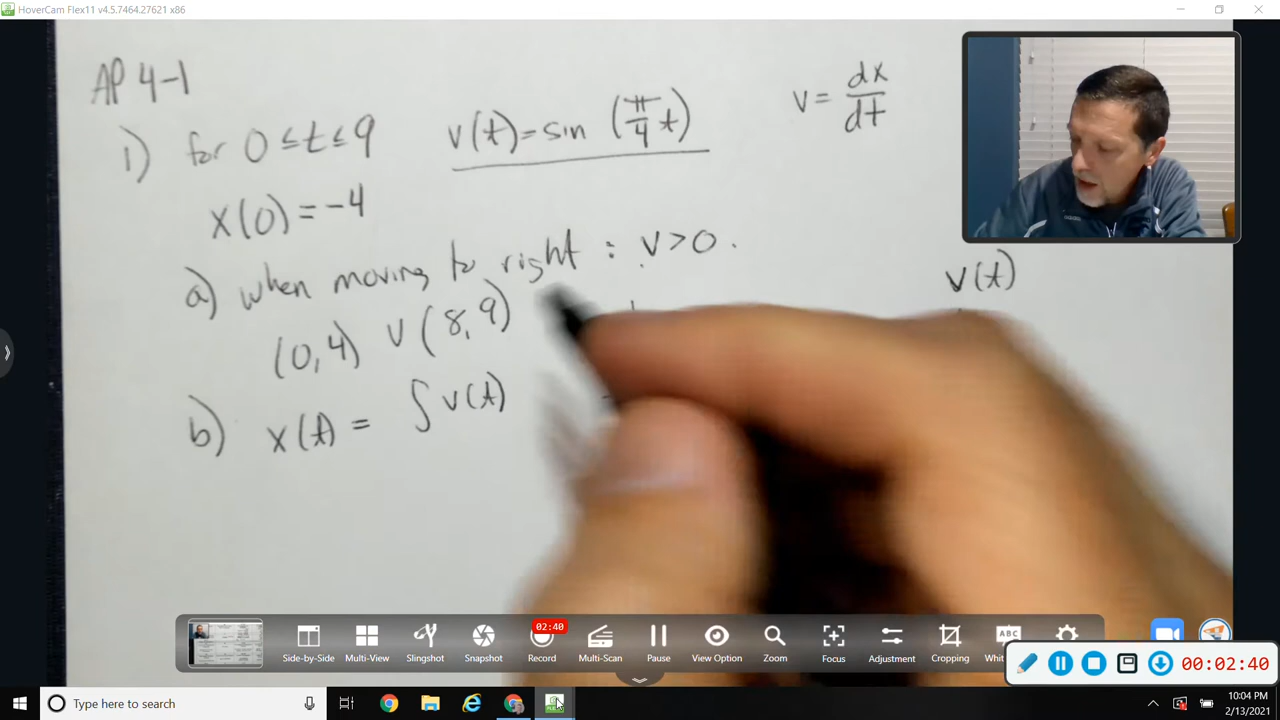 HoverCam Flex11 v4.5.7464.27621 x86
AP 4-1
1) for 0 ≤ t ≤ 9 v(t)=sin (π/4 t) v = dx/dt
x(0) = -4
a) when moving to right : v>0.
v(t)
(0,4) ∪ (8,9)
b) x(t) = ∫ v(t)
Side-by-Side
Multi-View
Slingshot
Snapshot
02:40
Record
Multi-Scan
Pause
View Option
Zoom
Focus
Adjustment
Cropping
ABC
Whit
00:02:40
Type here to search
10:04 PM
2/13/2021